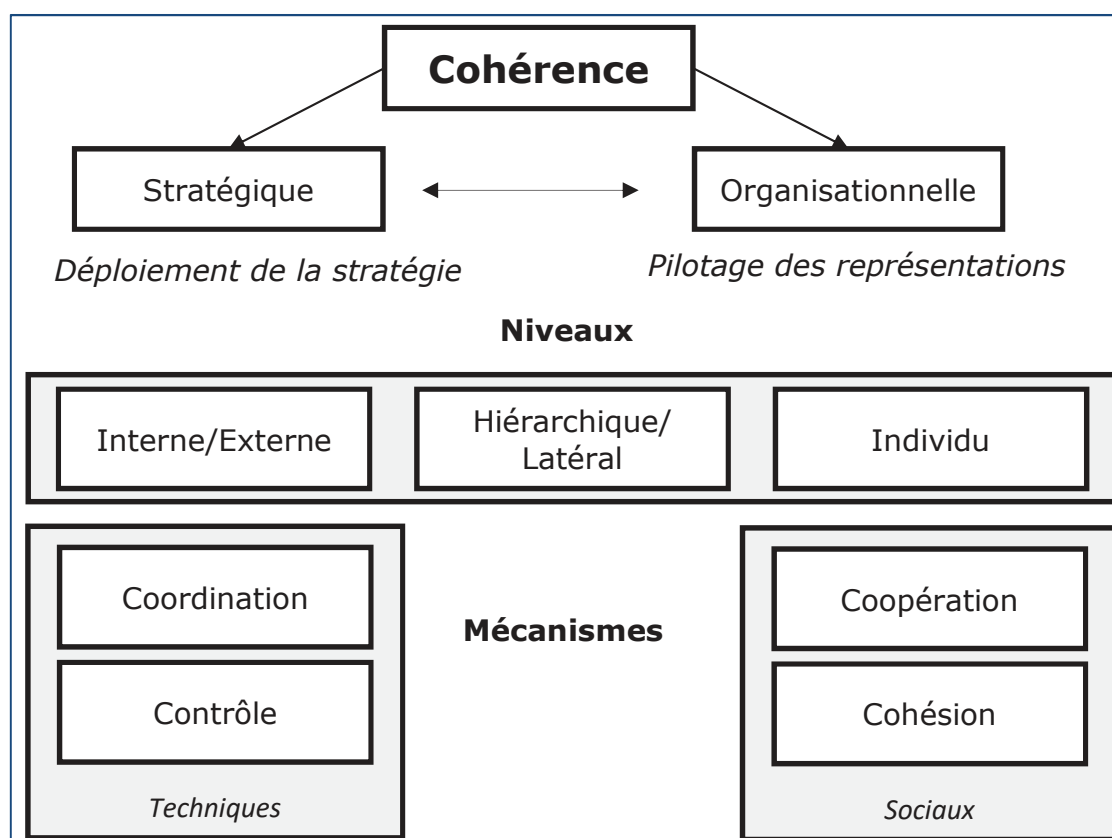 Cohérence
Stratégique
Organisationnelle
Déploiement de la stratégie
Pilotage des représentations
Niveaux
Interne/Externe
Hiérarchique/
Latéral
Individu
Coordination
Contrôle
Techniques
Mécanismes
Coopération
Cohésion
Sociaux